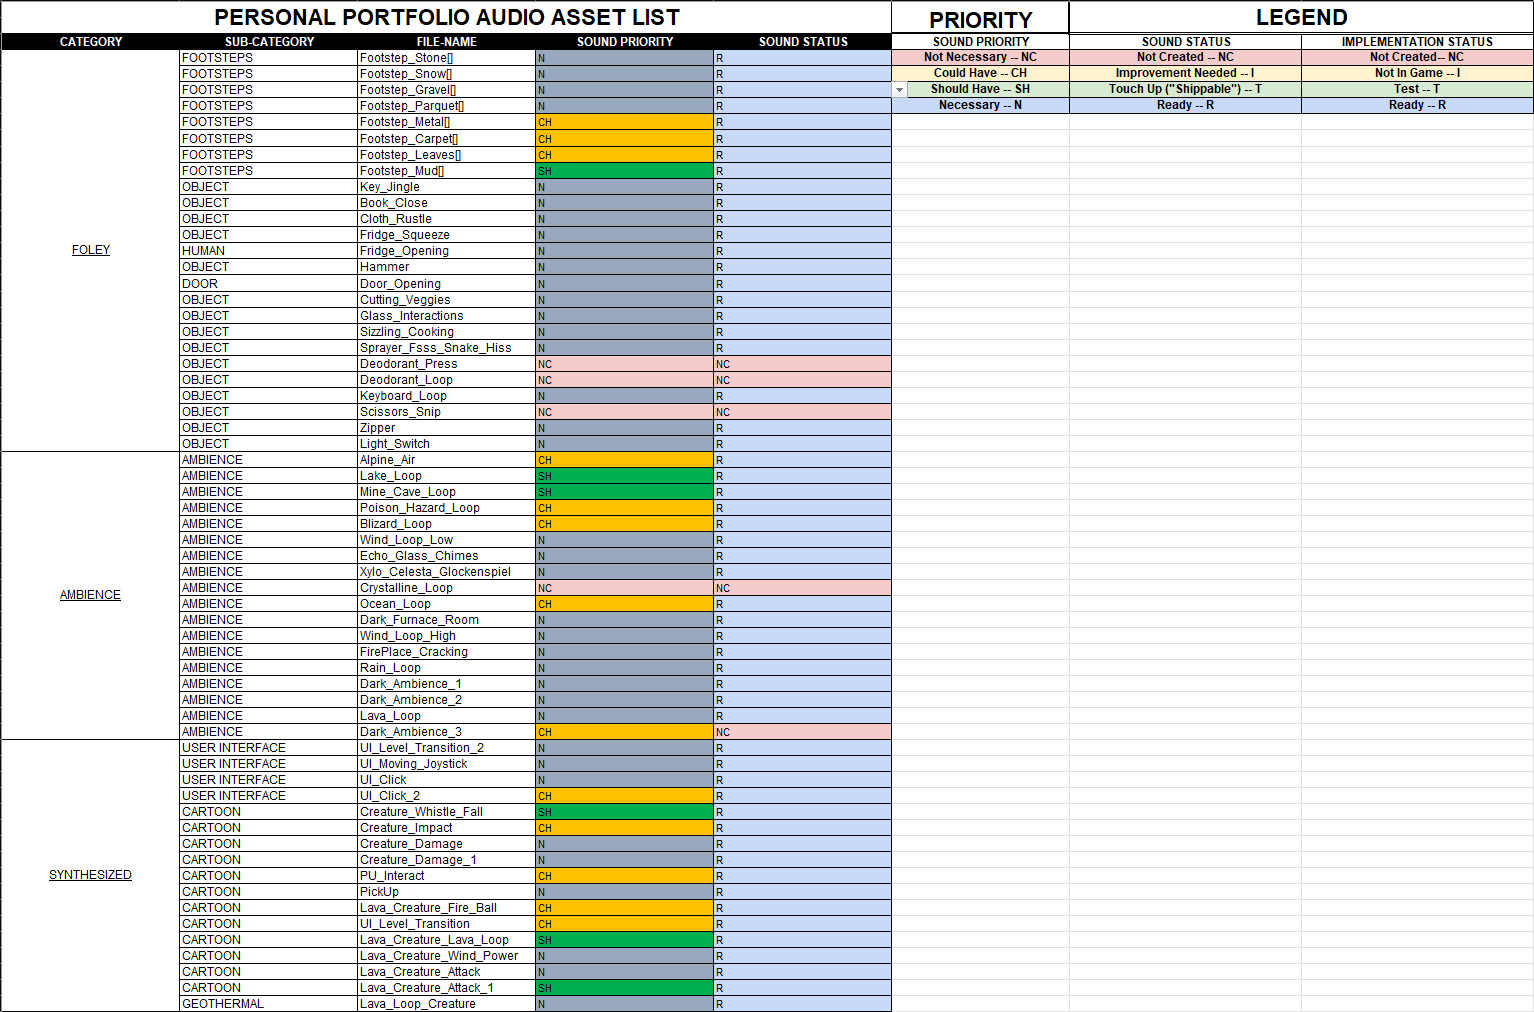 PERSONAL PORTFOLIO AUDIO ASSET LIST PRIORITY LEGEND
CATEGORY SUB-CATEGORY FILE-NAME SOUND PRIORITY SOUND STATUS SOUND PRIORITY SOUND STATUS IMPLEMENTATION STATUS
FOOTSTEPS Footstep_Stone[] N R Not Necessary -- NC Not Created -- NC Not Created-- NC
FOOTSTEPS Footstep_Snow[] N R Could Have -- CH Improvement Needed -- I Not In Game -- I
FOOTSTEPS Footstep_Gravel[] N R Should Have -- SH Touch Up ("Shippable") -- T Test -- T
FOOTSTEPS Footstep_Parquet[] N R Necessary -- N Ready -- R Ready -- R
FOOTSTEPS Footstep_Metal[] CH R
FOOTSTEPS Footstep_Carpet[] CH R
FOOTSTEPS Footstep_Leaves[] CH R
FOOTSTEPS Footstep_Mud[] SH R
OBJECT Key_Jingle N R
OBJECT Book_Close N R
OBJECT Cloth_Rustle N R
OBJECT Fridge_Squeeze N R
FOLEY HUMAN Fridge_Opening N R
OBJECT Hammer N R
DOOR Door_Opening N R
OBJECT Cutting_Veggies N R
OBJECT Glass_Interactions N R
OBJECT Sizzling_Cooking N R
OBJECT Sprayer_Fsss_Snake_Hiss N R
OBJECT Deodorant_Press NC NC
OBJECT Deodorant_Loop NC NC
OBJECT Keyboard_Loop N R
OBJECT Scissors_Snip NC NC
OBJECT Zipper N R
OBJECT Light_Switch N R
AMBIENCE Alpine_Air CH R
AMBIENCE Lake_Loop SH R
AMBIENCE Mine_Cave_Loop SH R
AMBIENCE Poison_Hazard_Loop CH R
AMBIENCE Blizard_Loop CH R
AMBIENCE Wind_Loop_Low N R
AMBIENCE Echo_Glass_Chimes N R
AMBIENCE Xylo_Celesta_Glockenspiel N R
AMBIENCE AMBIENCE Crystalline_Loop NC NC
AMBIENCE Ocean_Loop CH R
AMBIENCE Dark_Furnace_Room N R
AMBIENCE Wind_Loop_High N R
AMBIENCE FirePlace_Cracking N R
AMBIENCE Rain_Loop N R
AMBIENCE Dark_Ambience_1 N R
AMBIENCE Dark_Ambience_2 N R
AMBIENCE Lava_Loop N R
AMBIENCE Dark_Ambience_3 CH NC
USER INTERFACE UI_Level_Transition_2 N R
USER INTERFACE UI_Moving_Joystick N R
USER INTERFACE UI_Click N R
USER INTERFACE UI_Click_2 CH R
CARTOON Creature_Whistle_Fall SH R
CARTOON Creature_Impact CH R
CARTOON Creature_Damage N R
CARTOON Creature_Damage_1 N R
SYNTHESIZED CARTOON PU_Interact CH R
CARTOON PickUp N R
CARTOON Lava_Creature_Fire_Ball CH R
CARTOON UI_Level_Transition CH R
CARTOON Lava_Creature_Lava_Loop SH R
CARTOON Lava_Creature_Wind_Power N R
CARTOON Lava_Creature_Attack N R
CARTOON Lava_Creature_Attack_1 SH R
GEOTHERMAL Lava_Loop_Creature N R